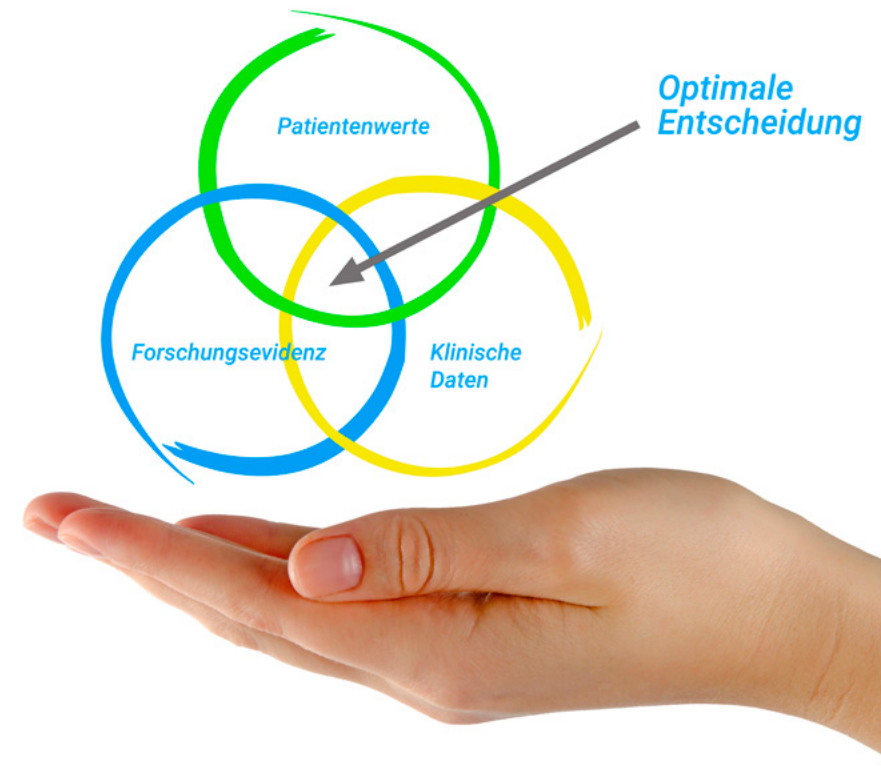 Optimale
Entscheidung
Patientenwerte
Forschungsevidenz
Klinische
Daten